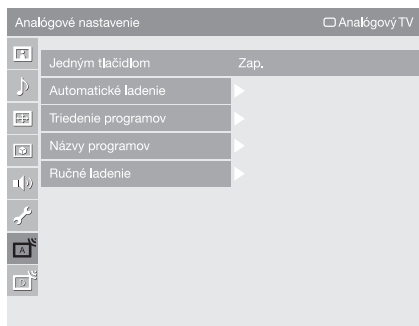 Analógové nastavenie Analógový TV
Jedným tlačidlom Zap.
Automatické ladenie
Triedenie programov
Názvy programov
Ručné ladenie
A
D